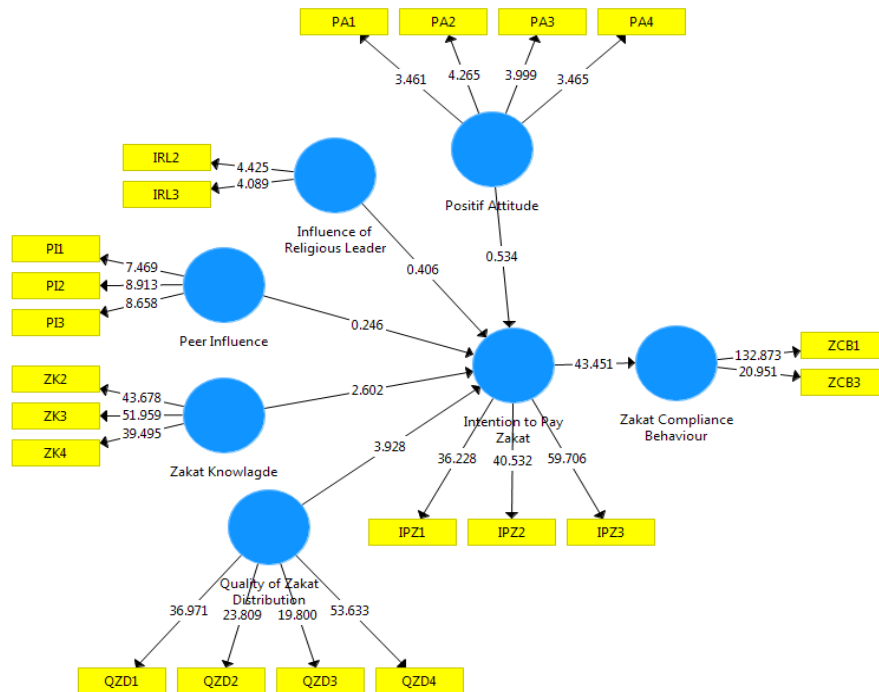 PA1
PA2
PA3
PA4
3.461
4.265
3.999
3.465
Positif Attitude
0.534
IRL2
IRL3
4.425
4.089
Influence of
Religious Leader
0.406
PI1
PI2
PI3
7.469
8.913
8.658
Peer Influence
0.246
ZK2
ZK3
ZK4
43.678
51.959
39.495
Zakat Knowlagde
2.602
Intention to Pay
Zakat
43.451
Zakat Compliance
Behaviour
132.873
20.951
ZCB1
ZCB3
3.928
36.228
40.532
59.706
IPZ1
IPZ2
IPZ3
Quality of Zakat
Distribution
36.971
23.809
19.800
53.633
QZD1
QZD2
QZD3
QZD4